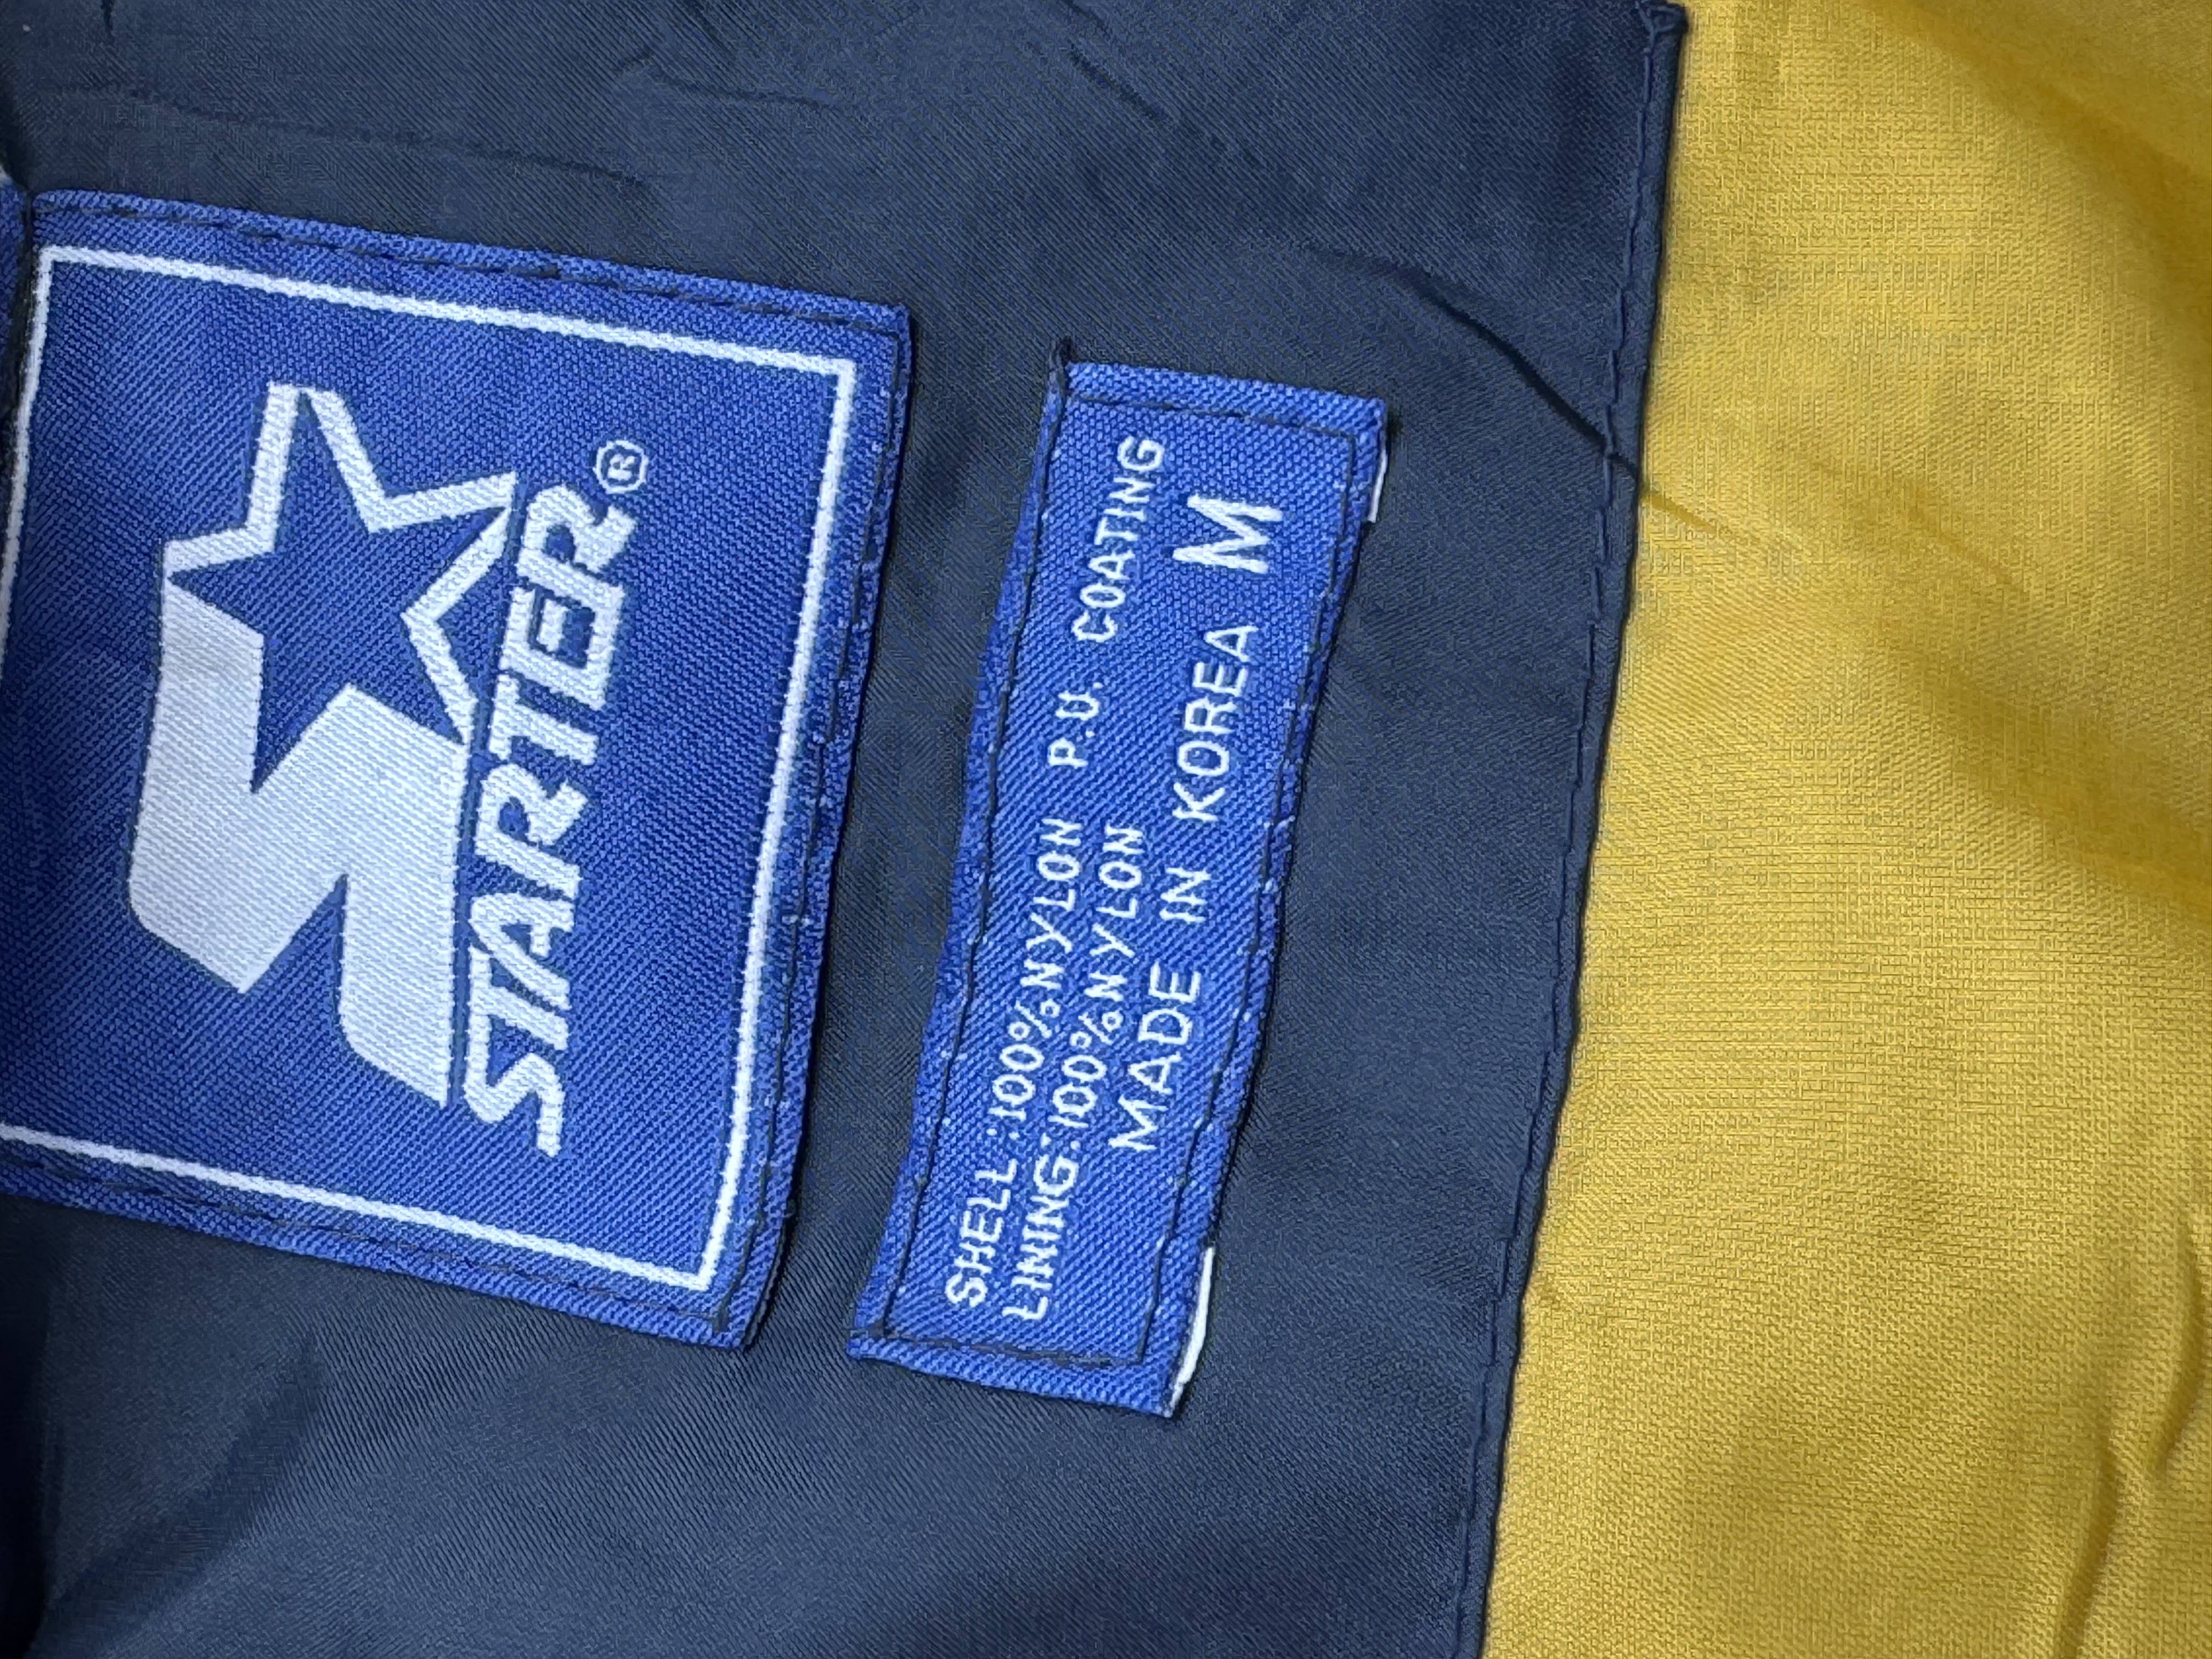 STARTER®
SHELL:100%NYLON P.U. COATING
LINING:100%NYLON
MADE IN KOREA M